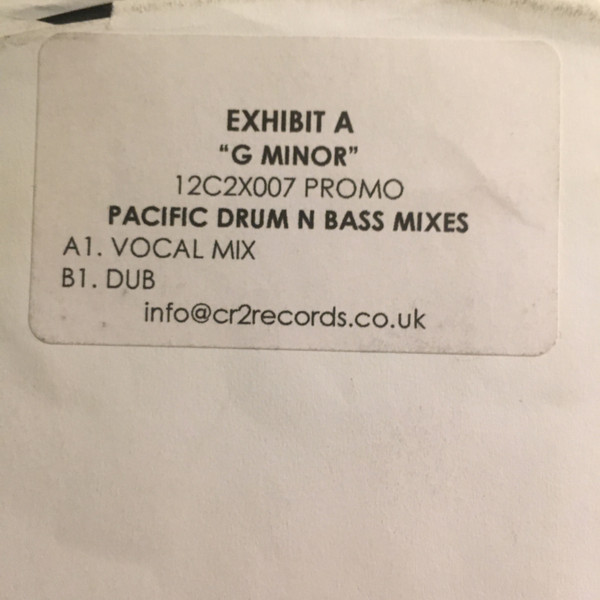 EXHIBIT A
“G MINOR”
12C2X007 PROMO
PACIFIC DRUM N BASS MIXES
A1. VOCAL MIX
B1. DUB
info@cr2records.co.uk